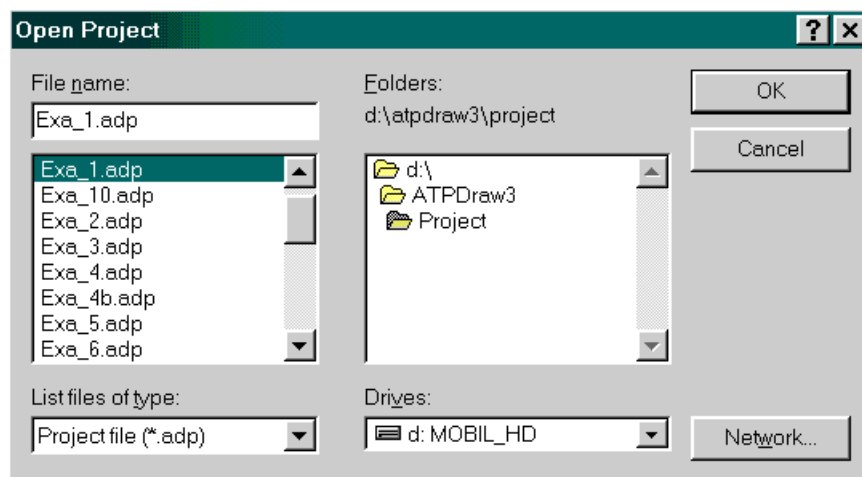 Open Project
File name:
Exa_1.adp
Exa_1.adp
Exa_10.adp
Exa_2.adp
Exa_3.adp
Exa_4.adp
Exa_4b.adp
Exa_5.adp
Exa_6.adp
List files of type:
Project file (*.adp)
Folders:
d:\atpdraw3\project
d:\
ATPDraw3
Project
Drives:
d: MOBIL_HD
OK
Cancel
Network...